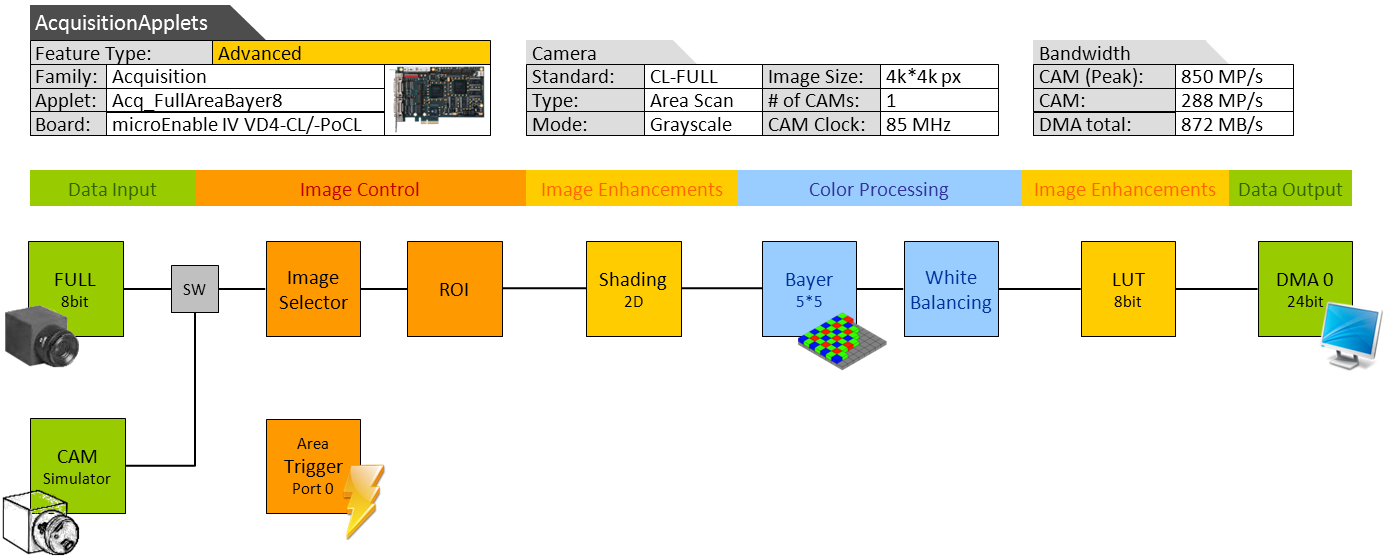 AcquisitionApplets
Feature Type: Advanced
Family: Acquisition
Applet: Acq_FullAreaBayer8
Board: microEnable IV VD4-CL/-PoCL
Camera
Standard: CL-FULL Image Size: 4k*4k px
Type: Area Scan # of CAMs: 1
Mode: Grayscale CAM Clock: 85 MHz
Bandwidth
CAM (Peak): 850 MP/s
CAM: 288 MP/s
DMA total: 872 MB/s
Data Input Image Control Image Enhancements Color Processing Image Enhancements Data Output
FULL
8bit
SW
Image
Selector
ROI
Shading
2D
Bayer
5*5
White
Balancing
LUT
8bit
DMA 0
24bit
CAM
Simulator
Area
Trigger
Port 0